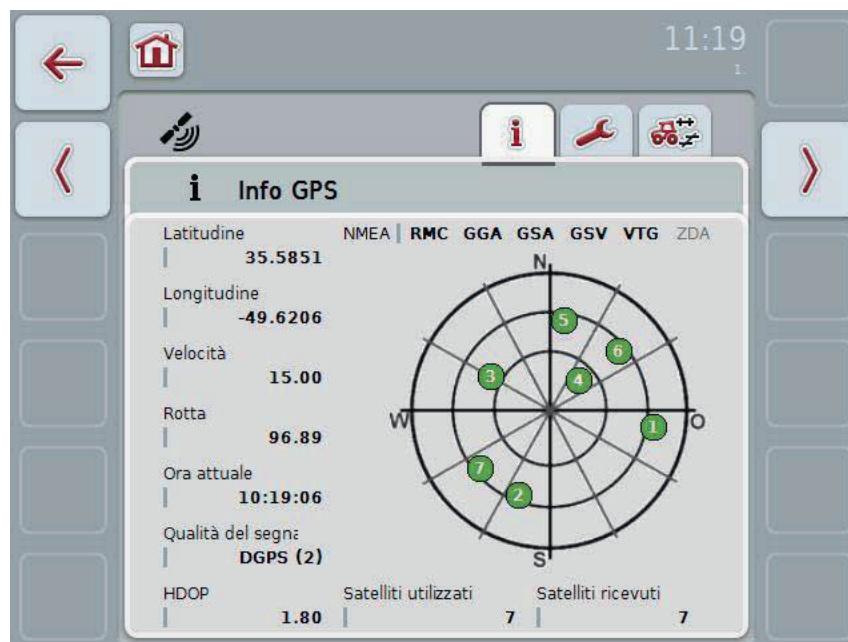 11:19
1.
i
i Info GPS
Latitudine
35.5851
NMEA RMC GGA GSA GSV VTG ZDA
Longitudine
-49.6206
Velocità
15.00
Rotta
96.89
Ora attuale
10:19:06
Qualità del segna
DGPS (2)
HDOP
1.80
Satelliti utilizzati
7
Satelliti ricevuti
7
N
5
6
3
4
W
O
1
7
2
S